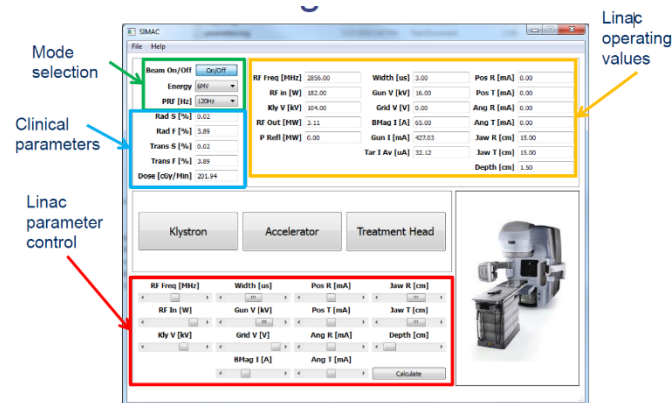 SIMAC
File Help
Mode selection
Clinical parameters
Linac parameter control
Linac operating values
Beam On/Off On/Off
Energy 6MV
PRF [Hz] 120Hz
Rad S [%] 0.02
Rad F [%] 3.89
Trans S [%] 0.02
Trans F [%] 3.89
Dose [cGy/Min] 201.94
RF Freq [MHz] 2856.00 Width [us] 3.00 Pos R [mA] 0.00
RF in [W] 182.00 Gun V [kV] 16.00 Pos T [mA] 0.00
Kly V [kV] 104.00 Grid V [V] 0.00 Ang R [mA] 0.00
RF Out [MW] 3.11 BMag I [A] 65.00 Ang T [mA] 0.00
P Refl [MW] 0.00 Gun I [mA] 427.03 Jaw R [cm] 15.00
Tar I Av [uA] 32.12 Jaw T [cm] 15.00
Depth [cm] 1.50
Klystron Accelerator Treatment Head
RF Freq [MHz] Width [us] Pos R [mA] Jaw R [cm]
RF In [W] Gun V [kV] Pos T [mA] Jaw T [cm]
Kly V [kV] Grid V [V] Ang R [mA] Depth [cm]
BMag I [A] Ang T [mA] Calculate